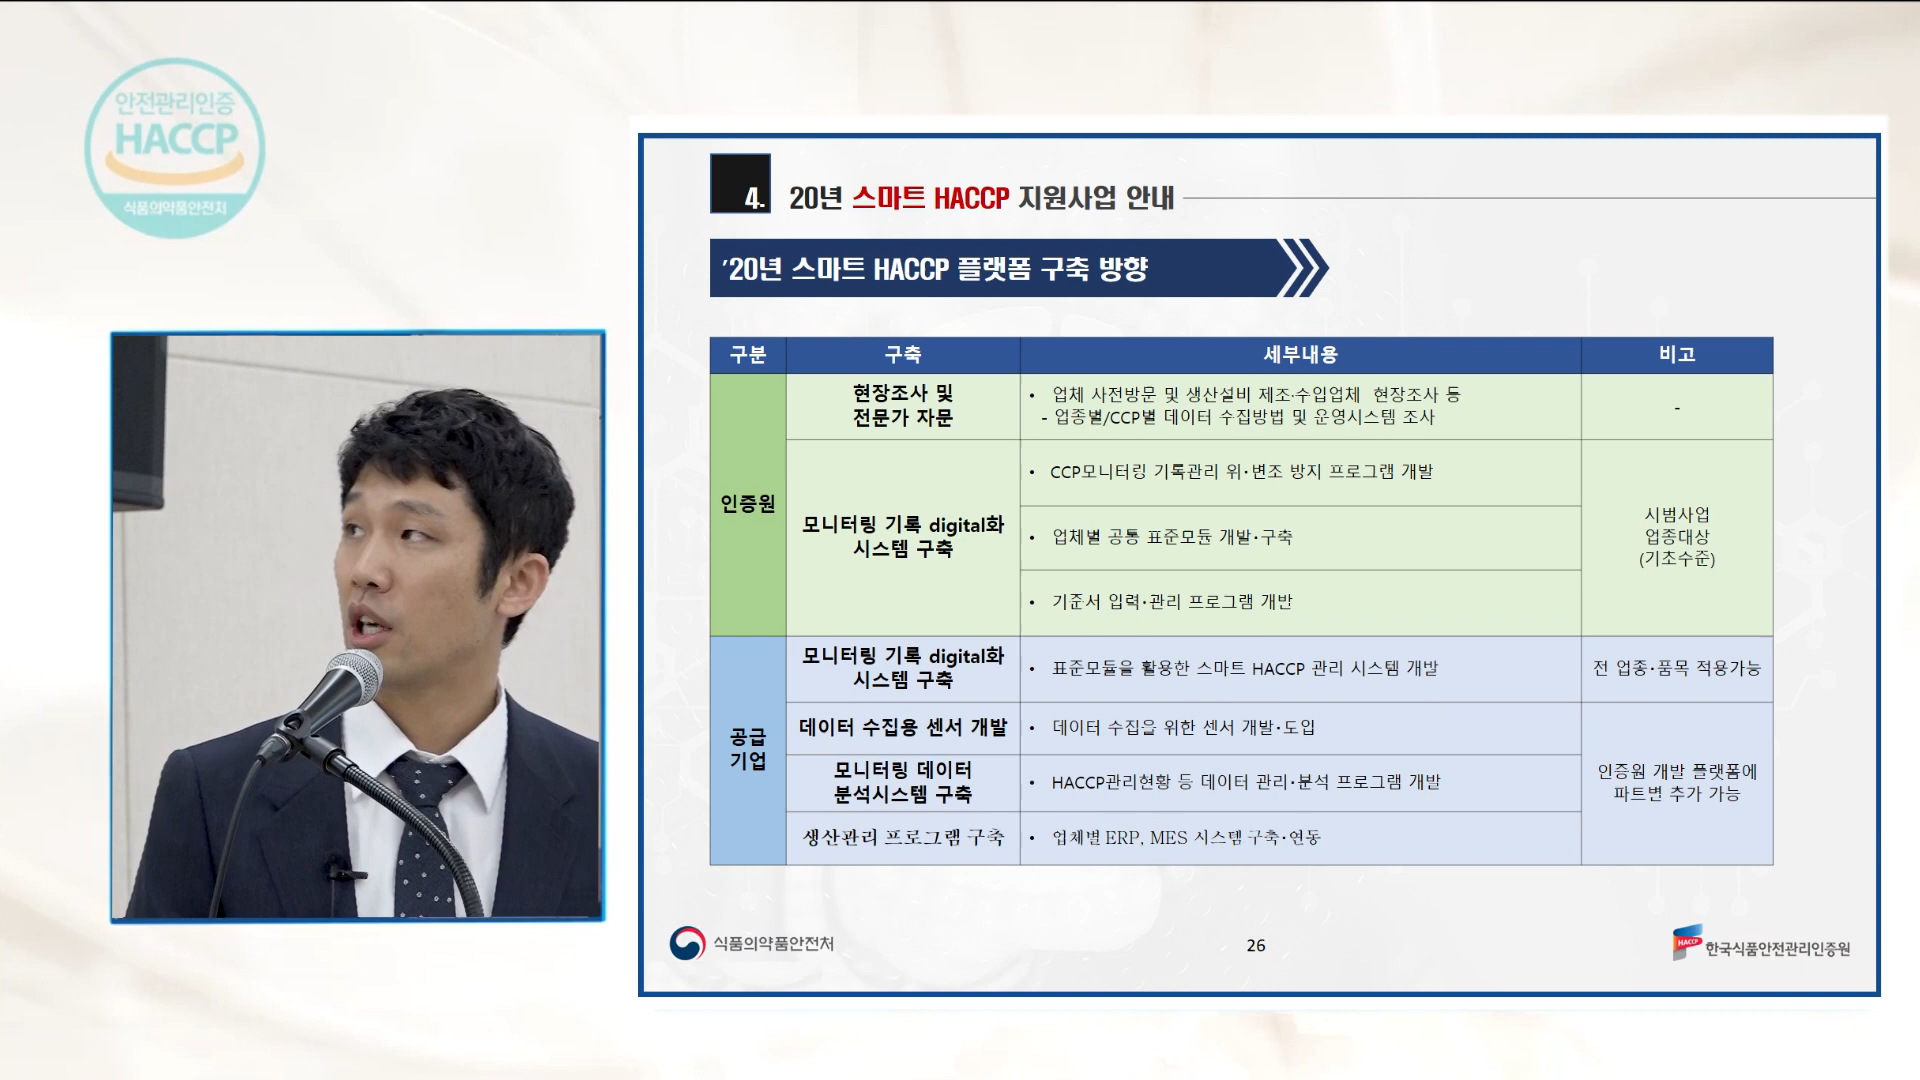 안전관리인증
HACCP
식품의약품안전처
4.
20년 스마트 HACCP 지원사업 안내
'20년 스마트 HACCP 플랫폼 구축 방향
구분
구축
세부내용
비고
인증원
현장조사 및
전문가 자문
• 업체 사전방문 및 생산설비 제조·수입업체 현장조사 등
- 업종별/CCP별 데이터 수집방법 및 운영시스템 조사
-
모니터링 기록 digital화
시스템 구축
• CCP모니터링 기록관리 위·변조 방지 프로그램 개발
• 업체별 공통 표준모듈 개발·구축
• 기준서 입력·관리 프로그램 개반
시범사업
업종대상
(기초수준)
공급
기업
모니터링 기록 digital화
시스템 구축
• 표준모듈을 활용한 스마트 HACCP 관리 시스템 개발
전 업종·품목 적용가능
데이터 수집용 센서 개발
• 데이터 수집을 위한 센서 개발·도입
모니터링 데이터
분석시스템 구축
• HACCP관리현황 등 데이터 관리·분석 프로그램 개발
생산관리 프로그램 구축
• 업체별 ERP, MES 시스템 구축·연동
인증원 개발 플랫폼에
파트별 추가 가능
식품의약품안전처
26
HACCP
한국식품안전관리인증원